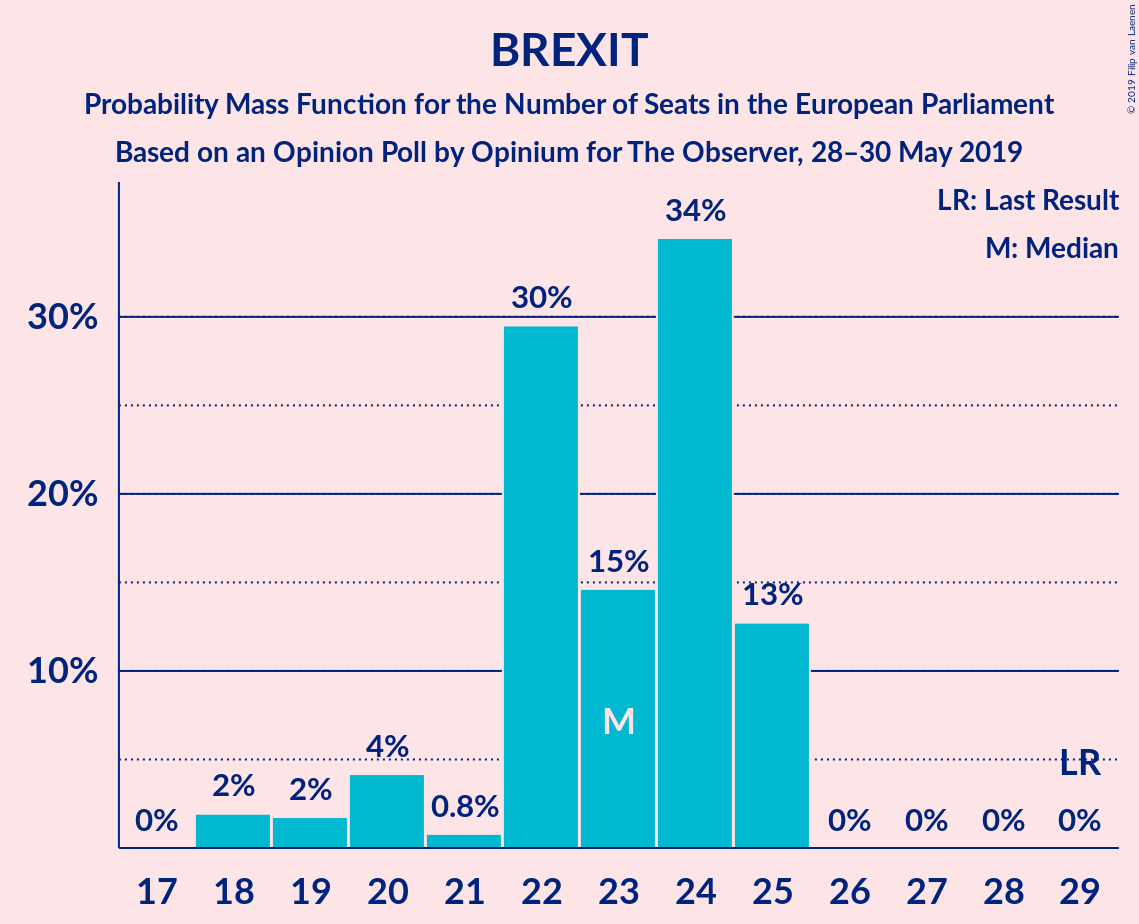 BREXIT
Probability Mass Function for the Number of Seats in the European Parliament
Based on an Opinion Poll by Opinium for The Observer, 28–30 May 2019
© 2019 Filip van Laenen
LR: Last Result
M: Median
34%
30%
30%
20%
15%
13%
10%
M
4%
LR
2%
2%
0.8%
0%
0%
0%
0%
0%
17 18 19 20 21 22 23 24 25 26 27 28 29